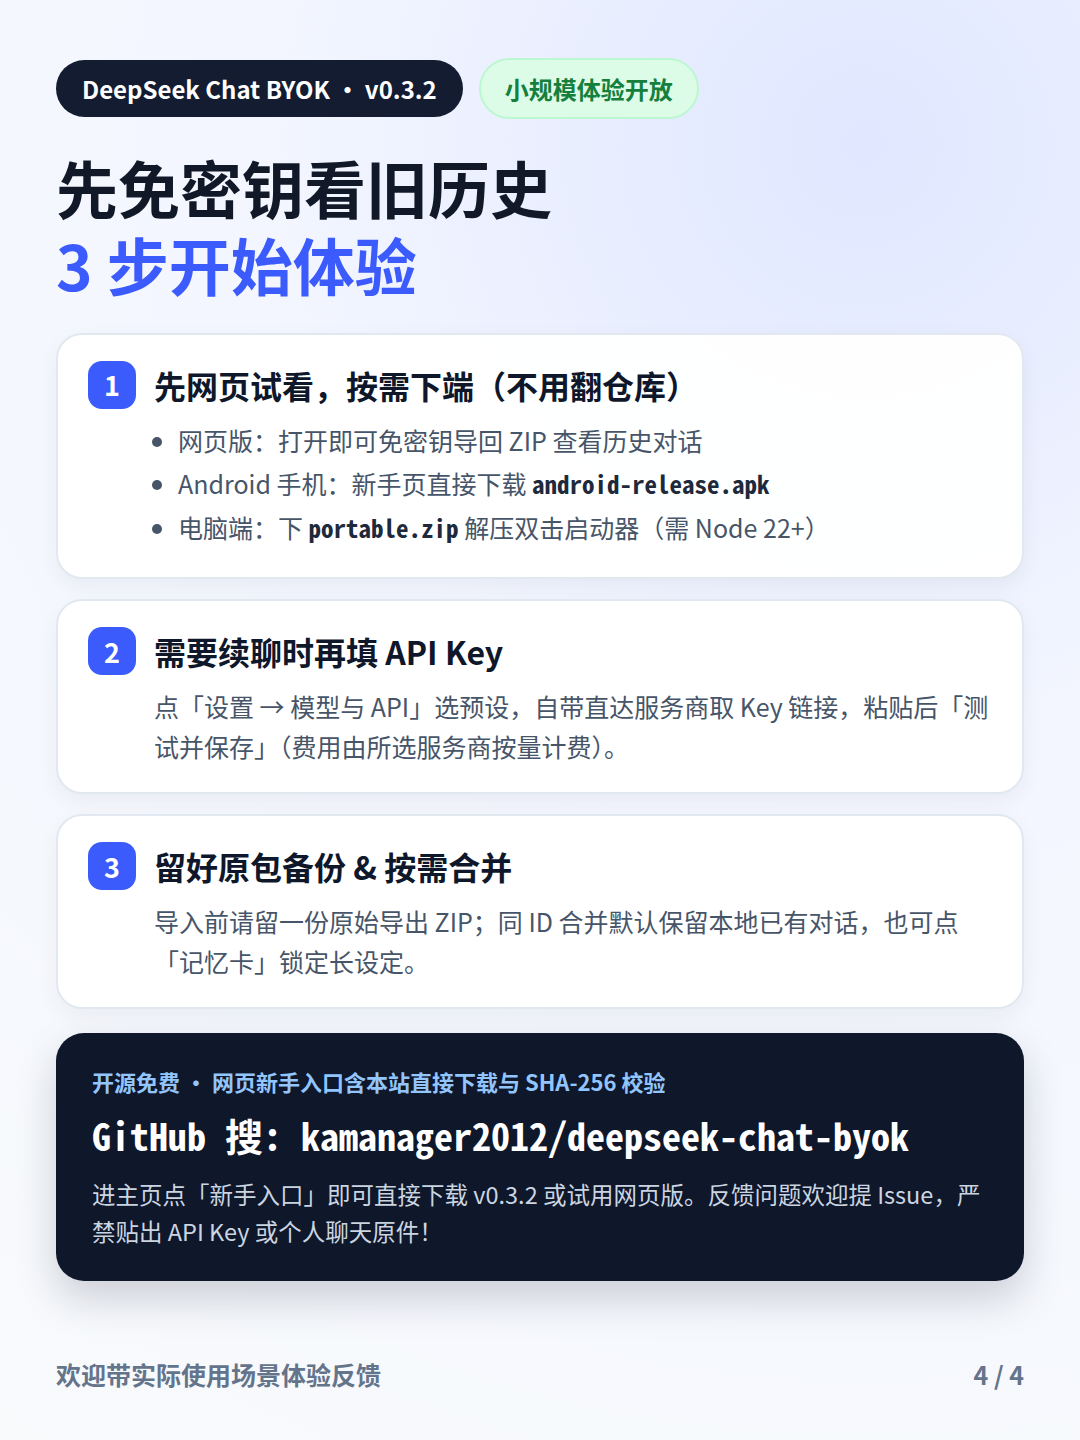 DeepSeek Chat BYOK · v0.3.2
小规模体验开放
先免密钥看旧历史
3 步开始体验
1 先网页试看，按需下端（不用翻仓库）
• 网页版：打开即可免密钥导回 ZIP 查看历史对话
• Android 手机：新手页直接下载 android-release.apk
• 电脑端：下 portable.zip 解压双击启动器（需 Node 22+）
2 需要续聊时再填 API Key
点「设置 → 模型与 API」选预设，自带直达服务商取 Key 链接，粘贴后「测
试并保存」（费用由所选服务商按量计费）。
3 留好原包备份 & 按需合并
导入前请留一份原始导出 ZIP；同 ID 合并默认保留本地已有对话，也可点
「记忆卡」锁定长设定。
开源免费 · 网页新手入口含本站直接下载与 SHA-256 校验
GitHub 搜：kamanager2012/deepseek-chat-byok
进主页点「新手入口」即可直接下载 v0.3.2 或试用网页版。反馈问题欢迎提 Issue，严
禁贴出 API Key 或个人聊天原件！
欢迎带实际使用场景体验反馈
4 / 4